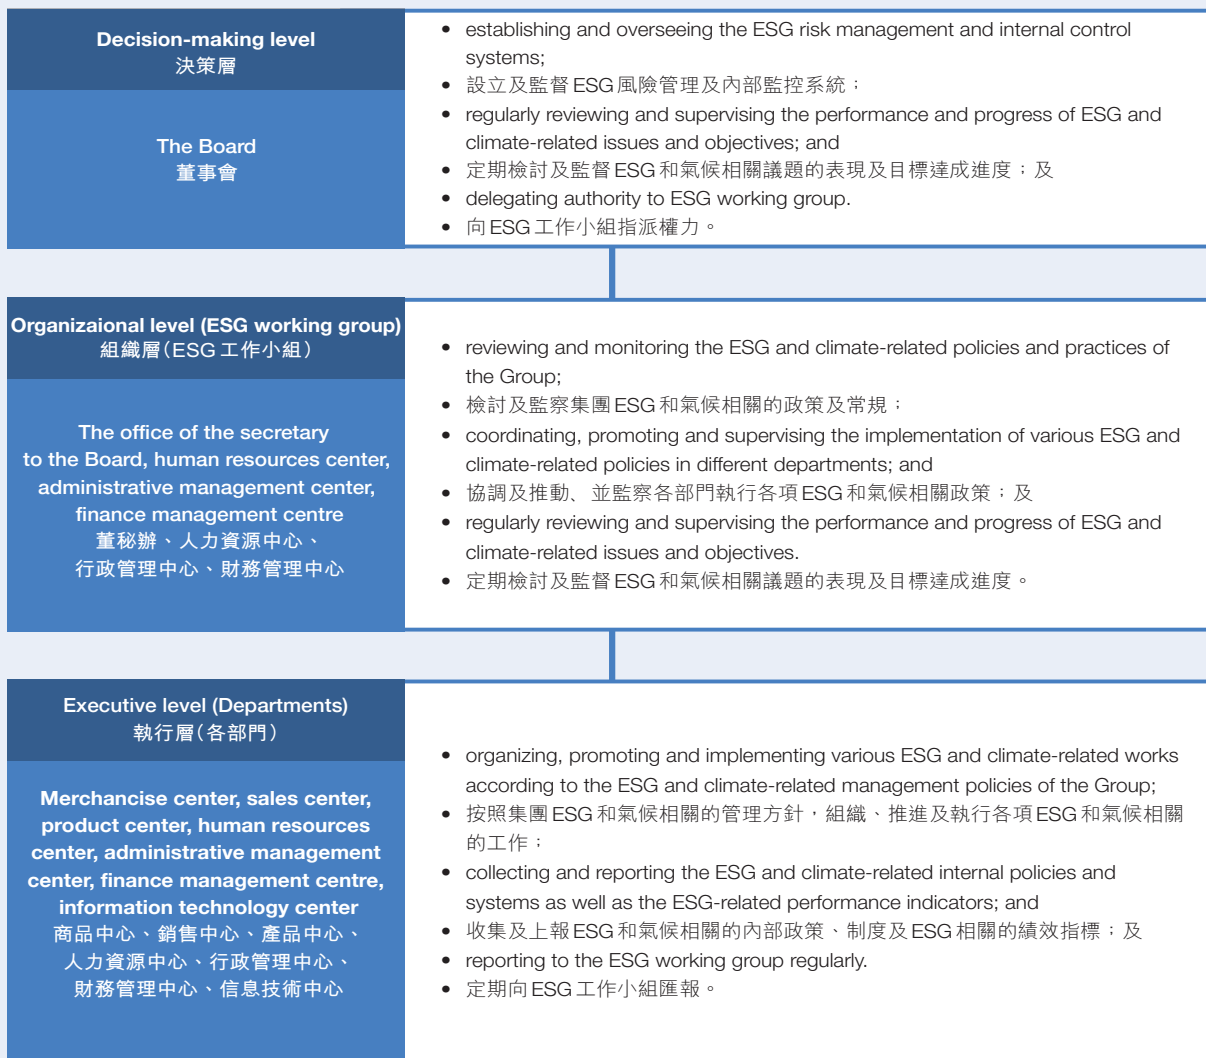 Decision-making level
決策層
The Board
董事會
• establishing and overseeing the ESG risk management and internal control
systems;
• 設立及監督ESG風險管理及內部監控系統；
• regularly reviewing and supervising the performance and progress of ESG and
climate-related issues and objectives; and
• 定期檢討及監督ESG和氣候相關議題的表現及目標達成進度；及
• delegating authority to ESG working group.
• 向ESG工作小組指派權力。
Organizaional level (ESG working group)
組織層（ESG工作小組）
The office of the secretary
to the Board, human resources center,
administrative management center,
finance management centre
董秘辦、人力資源中心、
行政管理中心、財務管理中心
• reviewing and monitoring the ESG and climate-related policies and practices of
the Group;
• 檢討及監察集團ESG和氣候相關的政策及常規；
• coordinating, promoting and supervising the implementation of various ESG and
climate-related policies in different departments; and
• 協調及推動、並監察各部門執行各項ESG和氣候相關政策；及
• regularly reviewing and supervising the performance and progress of ESG and
climate-related issues and objectives.
• 定期檢討及監督ESG和氣候相關議題的表現及目標達成進度。
Executive level (Departments)
執行層（各部門）
Merchancise center, sales center,
product center, human resources
center, administrative management
center, finance management centre,
information technology center
商品中心、銷售中心、產品中心、
人力資源中心、行政管理中心、
財務管理中心、信息技術中心
• organizing, promoting and implementing various ESG and climate-related works
according to the ESG and climate-related management policies of the Group;
• 按照集團ESG和氣候相關的管理方針，組織、推進及執行各項ESG和氣候相關
的工作；
• collecting and reporting the ESG and climate-related internal policies and
systems as well as the ESG-related performance indicators; and
• 收集及上報ESG和氣候相關的內部政策、制度及ESG相關的績效指標；及
• reporting to the ESG working group regularly.
• 定期向ESG工作小組匯報。